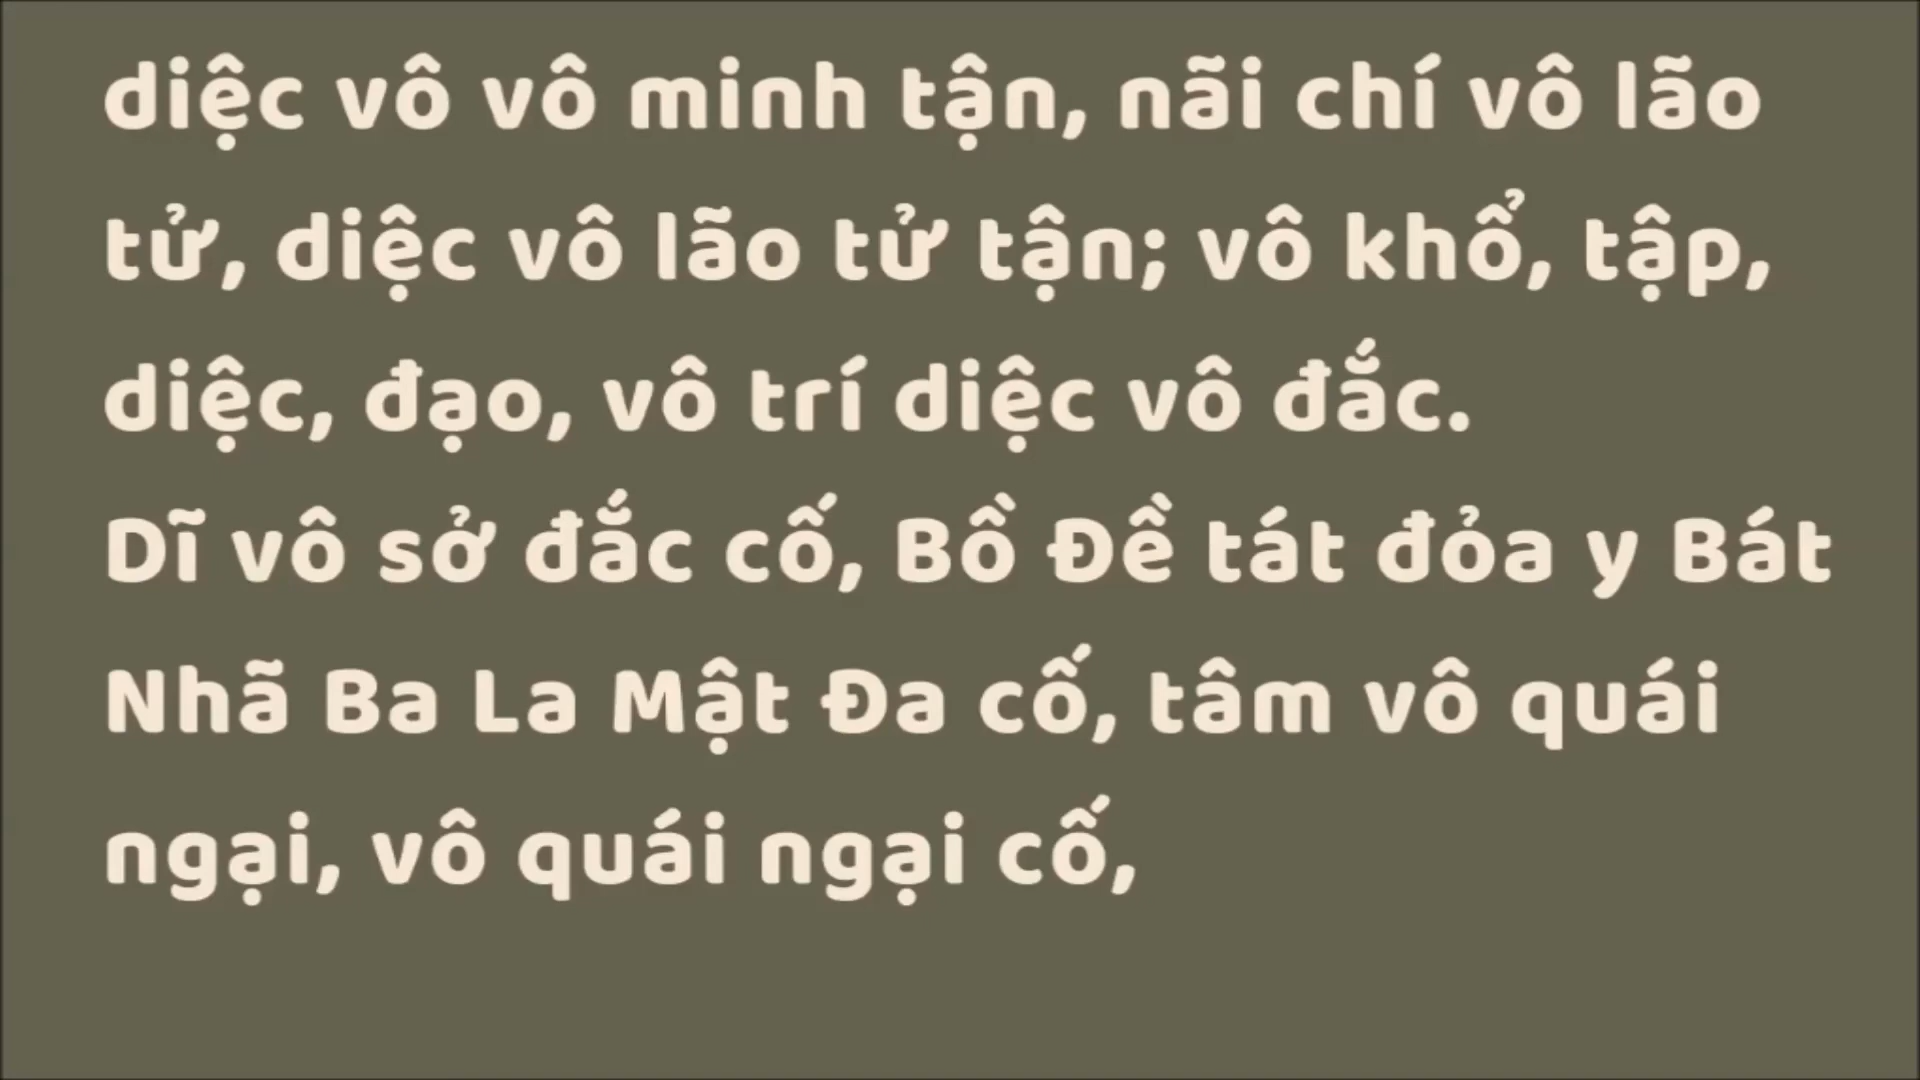 diệc vô vô minh tận, nãi chí vô lão
tử, diệc vô lão tử tận; vô khổ, tập,
diệc, đạo, vô trí diệc vô đắc.
Dĩ vô sở đắc cố, Bồ Đề tát đỏa y Bát
Nhã Ba La Mật Đa cố, tâm vô quái
ngại, vô quái ngại cố,